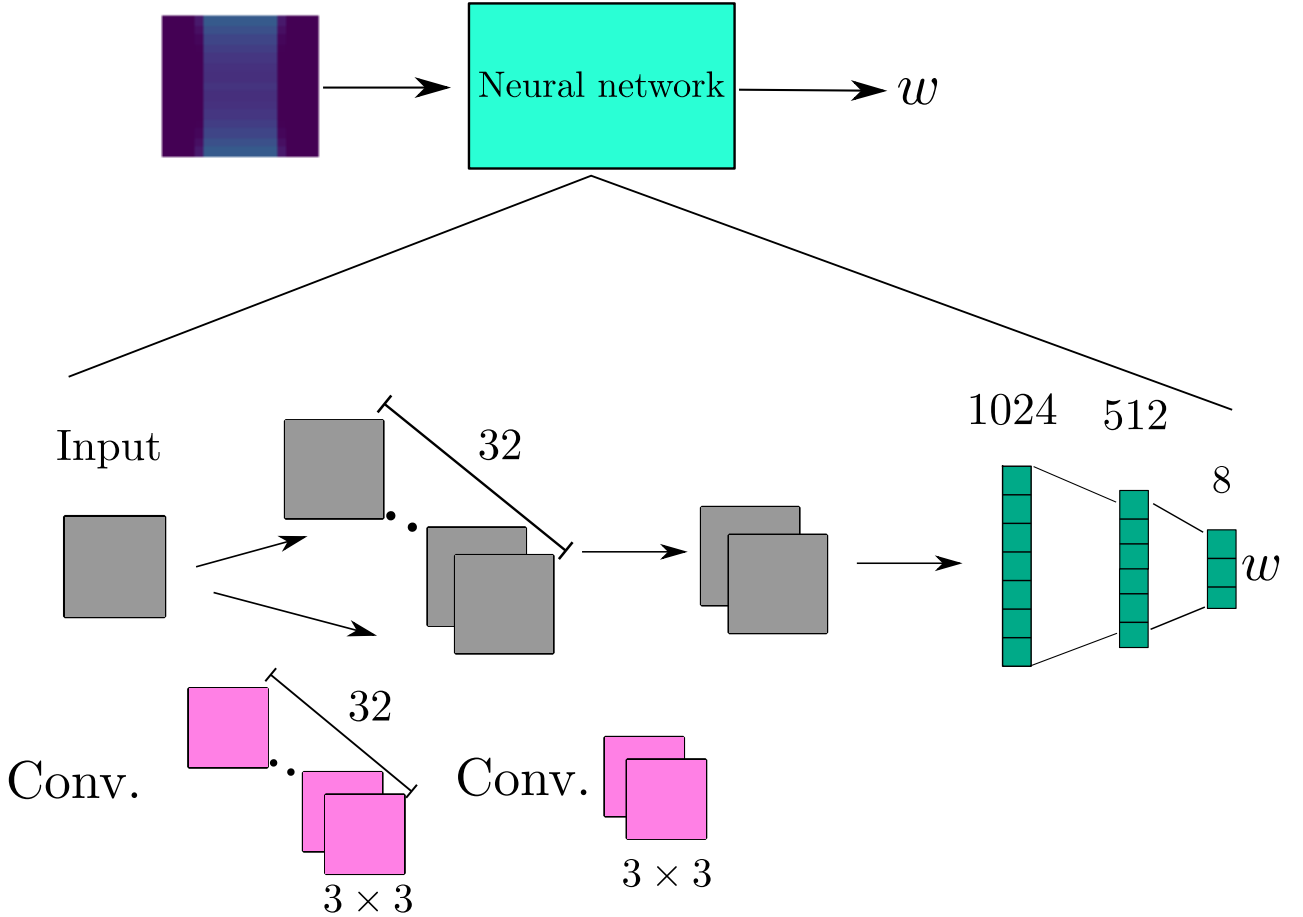 Neural network
w
Input
32
1024
512
8
w
32
Conv.
Conv.
3 × 3
3 × 3